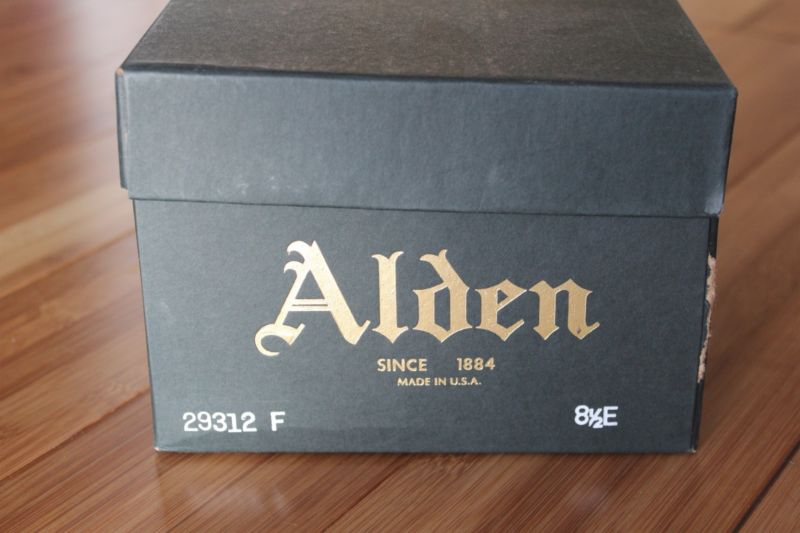 Alden
SINCE 1884
MADE IN U.S.A.
29312 F 8½E